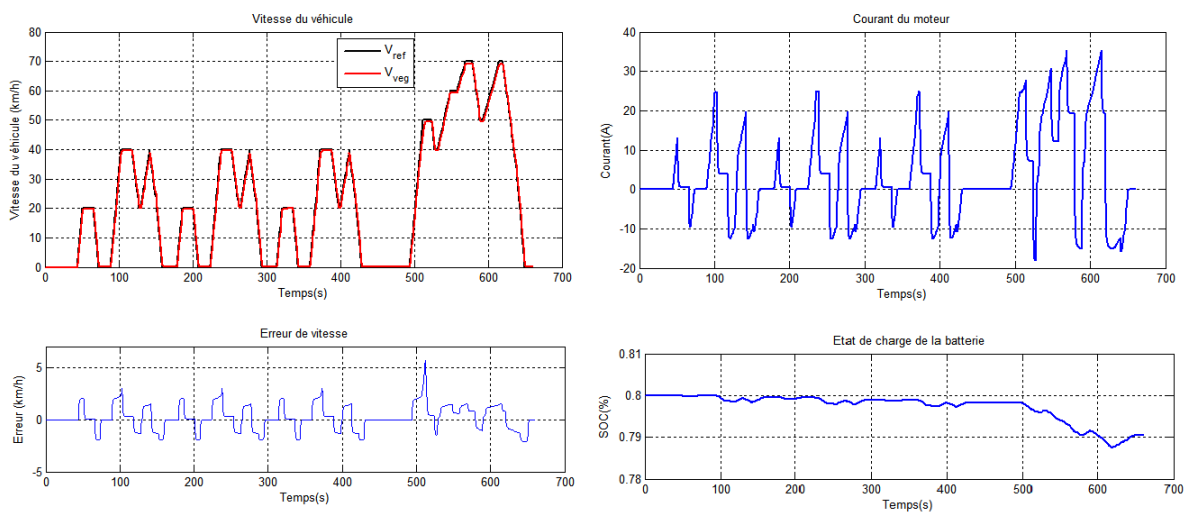 Vitesse du véhicule
Vitesse du véhicule (km/h)
80
70
60
50
40
30
20
10
0
V_ref
V_veg
0 100 200 300 400 500 600 700
Temps(s)
Courant du moteur
Courant(A)
40
30
20
10
0
-10
-20
0 100 200 300 400 500 600 700
Temps(s)
Erreur de vitesse
Erreur (km/h)
5
0
-5
0 100 200 300 400 500 600 700
Temps(s)
Etat de charge de la batterie
SOC(%)
0.81
0.8
0.79
0.78
0 100 200 300 400 500 600 700
Temps(s)